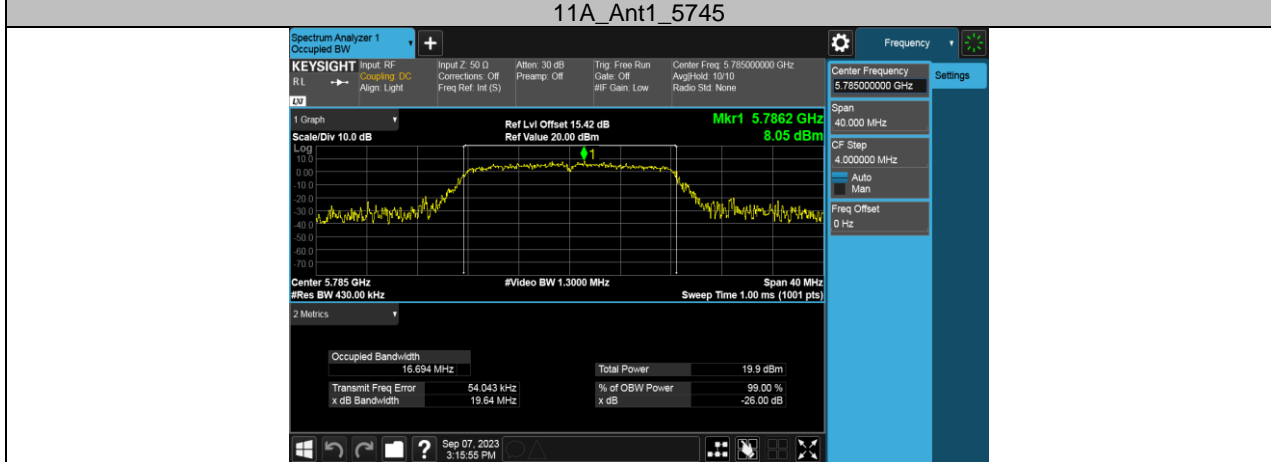 11A_Ant1_5745
Spectrum Analyzer 1
Occupied BW
+
Frequency
KEYSIGHT
RL
LXI
Input: RF
Coupling: DC
Align: Light
Input Z: 50 Ω
Corrections: Off
Freq Ref: Int (S)
Atten: 30 dB
Preamp: Off
Trig: Free Run
Gate: Off
#IF Gain: Low
Center Freq: 5.785000000 GHz
Avg|Hold: 10/10
Radio Std: None
Center Frequency
5.785000000 GHz
Settings
Span
40.000 MHz
CF Step
4.000000 MHz
Auto
Man
Freq Offset
0 Hz
1 Graph
Scale/Div 10.0 dB
Ref Lvl Offset 15.42 dB
Ref Value 20.00 dBm
Mkr1 5.7862 GHz
8.05 dBm
Log
10.0
0.00
-10.0
-20.0
-30.0
-40.0
-50.0
-60.0
-70.0
1
Center 5.785 GHz
#Video BW 1.3000 MHz
Span 40 MHz
#Res BW 430.00 kHz
Sweep Time 1.00 ms (1001 pts)
2 Metrics
Occupied Bandwidth
16.694 MHz
Total Power 19.9 dBm
Transmit Freq Error 54.043 kHz
% of OBW Power 99.00 %
x dB Bandwidth 19.64 MHz
x dB -26.00 dB
?
Sep 07, 2023
3:15:55 PM